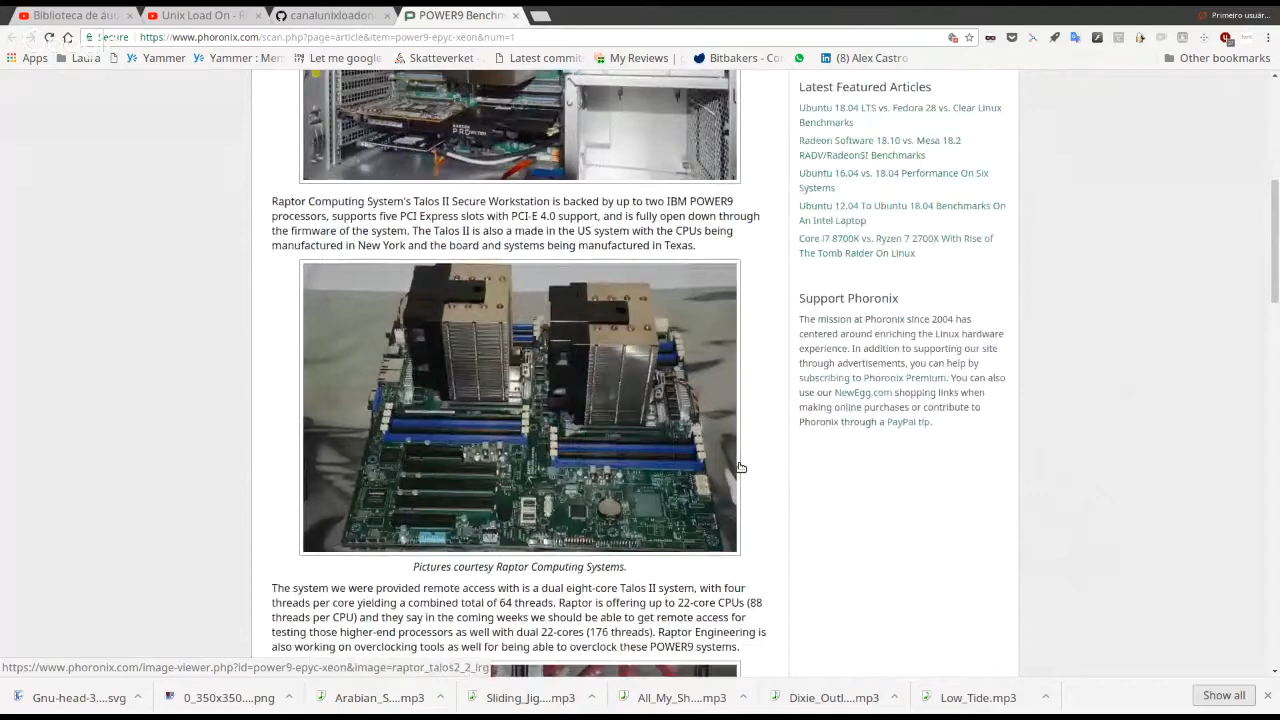 Biblioteca de áu
Unix Load On - R
canalunixloadon
POWER9 Benchm
Primeiro usuár...
Secure
https://www.phoronix.com/scan.php?page=article&item=power9-epyc-xeon&num=1
Apps
Laura
Yammer
Yammer : Mem
Let me google
Skatteverket -
Latest commits
My Reviews | c
Bitbakers - Con
(8) Alex Castro
Other bookmarks
Raptor Computing System's Talos II Secure Workstation is backed by up to two IBM POWER9
processors, supports five PCI Express slots with PCI-E 4.0 support, and is fully open down through
the firmware of the system. The Talos II is also a made in the US system with the CPUs being
manufactured in New York and the board and systems being manufactured in Texas.
Pictures courtesy Raptor Computing Systems.
The system we were provided remote access with is a dual eight-core Talos II system, with four
threads per core yielding a combined total of 64 threads. Raptor is offering up to 22-core CPUs (88
threads per CPU) and they say in the coming weeks we should be able to get remote access for
testing those higher-end processors as well with dual 22-cores (176 threads). Raptor Engineering is
also working on overclocking tools as well for being able to overclock these POWER9 systems.
Latest Featured Articles
Ubuntu 18.04 LTS vs. Fedora 28 vs. Clear Linux
Benchmarks
Radeon Software 18.10 vs. Mesa 18.2
RADV/RadeonSI Benchmarks
Ubuntu 16.04 vs. 18.04 Performance On Six
Systems
Ubuntu 12.04 To Ubuntu 18.04 Benchmarks On
An Intel Laptop
Core i7 8700K vs. Ryzen 7 2700X With Rise of
The Tomb Raider On Linux
Support Phoronix
The mission at Phoronix since 2004 has
centered around enriching the Linux hardware
experience. In addition to supporting our site
through advertisements, you can help by
subscribing to Phoronix Premium. You can also
use our NewEgg.com shopping links when
making online purchases or contribute to
Phoronix through a PayPal tip.
https://www.phoronix.com/image-viewer.php?id=power9-epyc-xeon&image=raptor_talos2_2_lrg
Gnu-head-3....svg
0_350x350....png
Arabian_S....mp3
Sliding_Jig....mp3
All_My_Sh....mp3
Dixie_Outl....mp3
Low_Tide.mp3
Show all